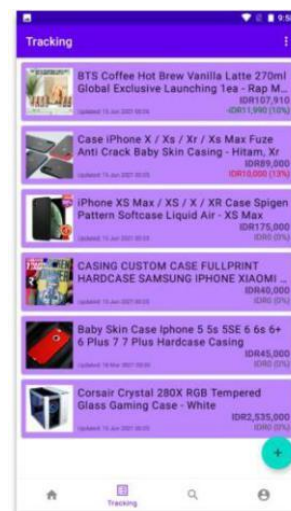 9:58
Tracking
BTS Coffee Hot Brew Vanilla Latte 270ml
Global Exclusive Launching 1ea - Rap M...
IDR107,910
-IDR11,990 (10%)
Case iPhone X / Xs / Xr / Xs Max Fuze
Anti Crack Baby Skin Casing - Hitam, Xr
IDR89,000
IDR10,000 (13%)
iPhone XS Max / XS / X / XR Case Spigen
Pattern Softcase Liquid Air - XS Max
IDR175,000
IDR0 (0%)
CASING CUSTOM CASE FULLPRINT
HARDCASE SAMSUNG IPHONE XIAOMI ...
IDR40,000
IDR0 (0%)
Baby Skin Case Iphone 5 5s 5SE 6 6s 6+
6 Plus 7 7 Plus Hardcase Casing
IDR45,000
IDR0 (0%)
Corsair Crystal 280X RGB Tempered
Glass Gaming Case - White
IDR2,535,000
IDR0 (0%)
Tracking